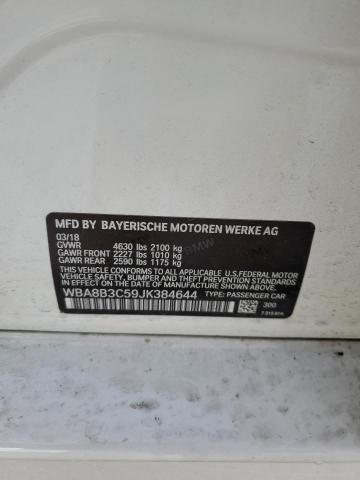 MFD BY BAYERISCHE MOTOREN WERKE AG
03/18
GVWR 4630 lbs 2100 kg
GAWR FRONT 2227 lbs 1010 kg
GAWR REAR 2590 lbs 1175 kg
THIS VEHICLE CONFORMS TO ALL APPLICABLE U.S.FEDERAL MOTOR
VEHICLE SAFETY, BUMPER, AND THEFT PREVENTION STANDARDS
IN EFFECT ON THE DATE OF MANUFACTURE SHOWN ABOVE.
WBA8B3C59JK384644 TYPE: PASSENGER CAR
300